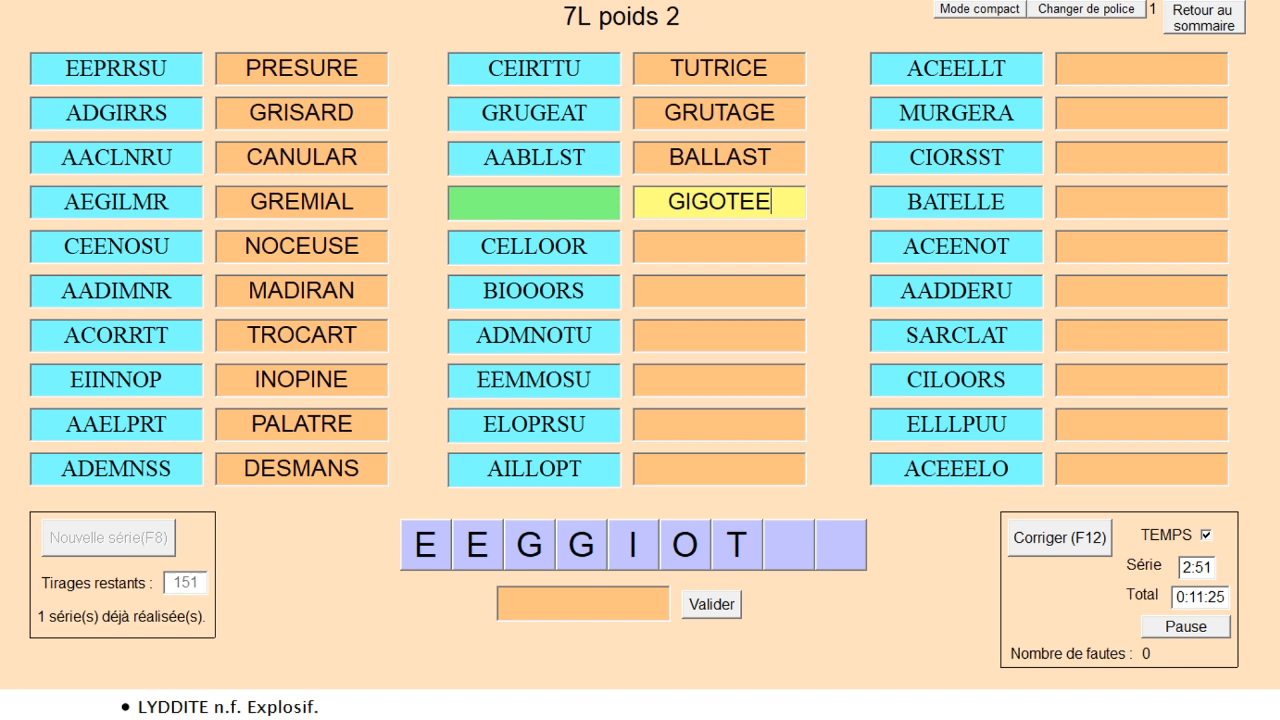 7L poids 2
Mode compact Changer de police 1 Retour au
sommaire
EEPRRSU PRESURE CEIRTTU TUTRICE ACEELLT
ADGIRRS GRISARD GRUGEAT GRUTAGE MURGERA
AACLNRU CANULAR AABLLST BALLAST CIORSST
AEGILMR GREMIAL GIGOTEE BATELLE
CEENOSU NOCEUSE CELLOOR ACEENOT
AADIMNR MADIRAN BIOOORS AADDERU
ACORRTT TROCART ADMNOTU SARCLAT
EIINNOP INOPINE EEMMOSU CILOORS
AAELPRT PALATRE ELOPRSU ELLLPUU
ADEMNSS DESMANS AILLOPT ACEEELO
Nouvelle série(F8)
Tirages restants : 151
1 série(s) déjà réalisée(s).
E E G G I O T
Valider
Corriger (F12) TEMPS
Série 2:51
Total 0:11:25
Pause
Nombre de fautes : 0
• LYDDITE n.f. Explosif.